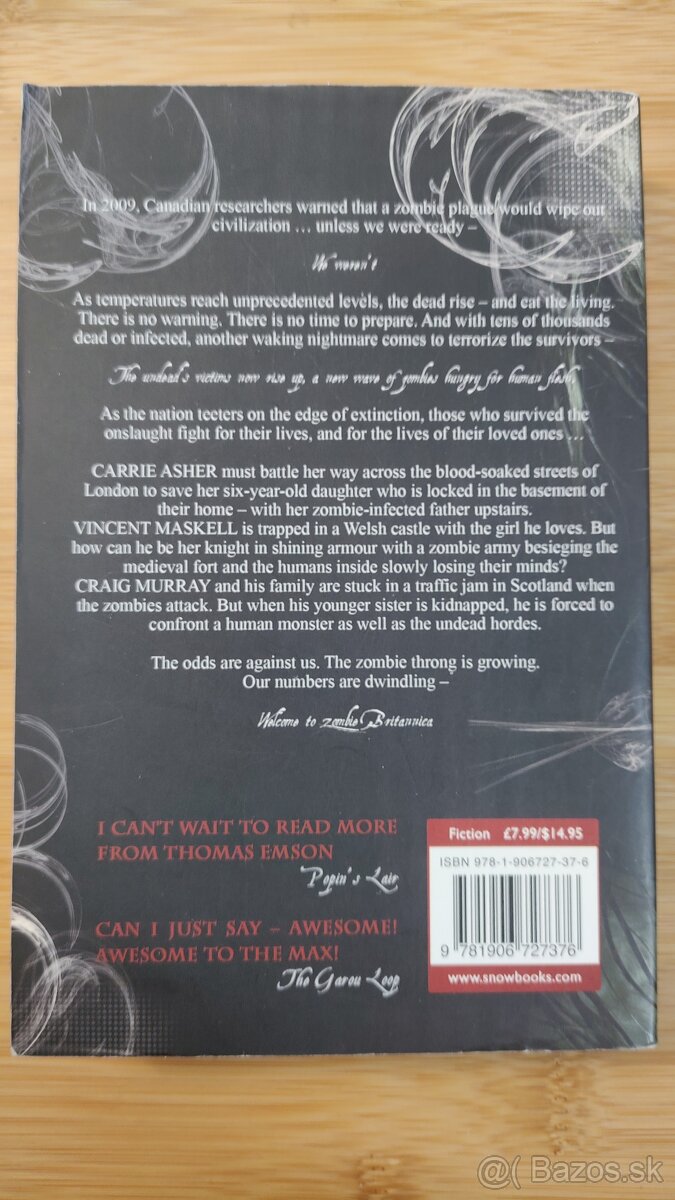 In 2009, Canadian researchers warned that a zombie plague would wipe out
civilization … unless we were ready –
We weren't
As temperatures reach unprecedented levels, the dead rise – and eat the living.
There is no warning. There is no time to prepare. And with tens of thousands
dead or infected, another waking nightmare comes to terrorize the survivors –
The undead's victims now rise up, a new wave of zombies hungry for human flesh.
As the nation teeters on the edge of extinction, those who survived the
onslaught fight for their lives, and for the lives of their loved ones …
CARRIE ASHER must battle her way across the blood-soaked streets of
London to save her six-year-old daughter who is locked in the basement of
their home – with her zombie-infected father upstairs.
VINCENT MASKELL is trapped in a Welsh castle with the girl he loves. But
how can he be her knight in shining armour with a zombie army besieging the
medieval fort and the humans inside slowly losing their minds?
CRAIG MURRAY and his family are stuck in a traffic jam in Scotland when
the zombies attack. But when his younger sister is kidnapped, he is forced to
confront a human monster as well as the undead hordes.
The odds are against us. The zombie throng is growing.
Our numbers are dwindling –
Welcome to zombie Britannica
I CAN'T WAIT TO READ MORE
FROM THOMAS EMSON
Popin's Lair
CAN I JUST SAY – AWESOME!
AWESOME TO THE MAX!
The Garou Loop
Fiction £7.99/$14.95
ISBN 978-1-906727-37-6
9 781906 727376
www.snowbooks.com
@( Bazos.sk